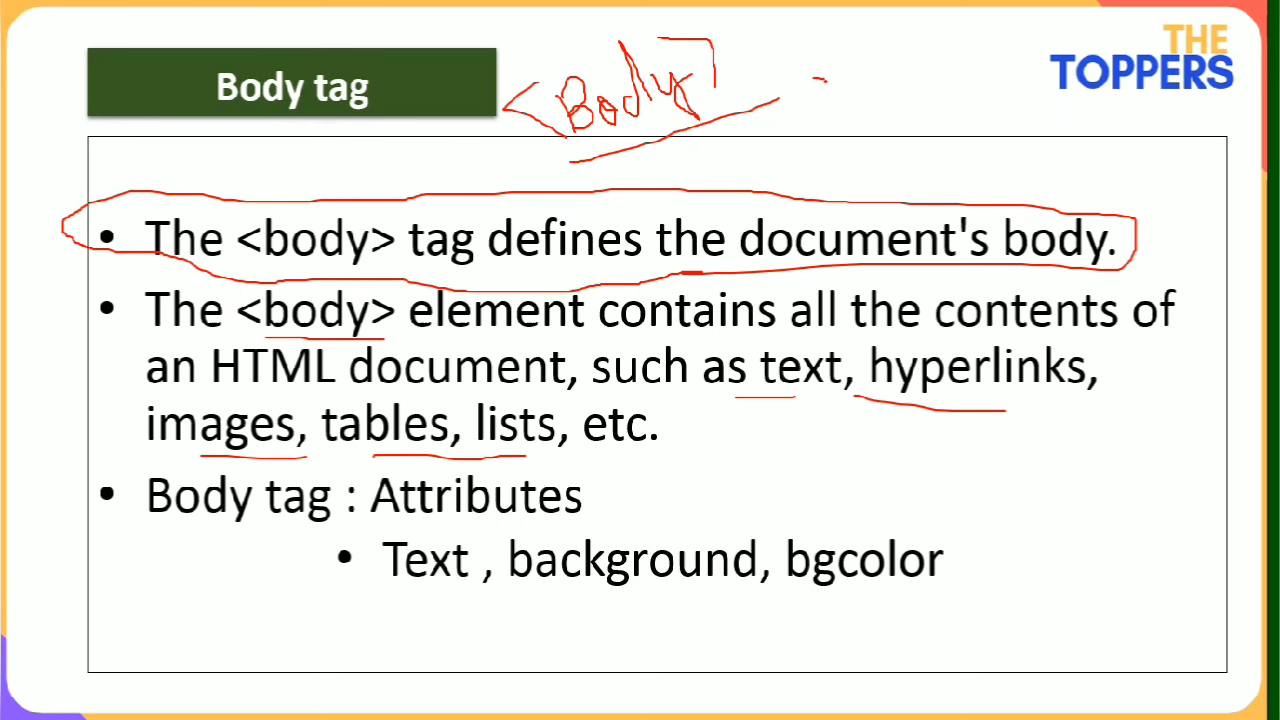 THE
TOPPERS
Body tag
<Body
• The <body> tag defines the document's body.
• The <body> element contains all the contents of
an HTML document, such as text, hyperlinks,
images, tables, lists, etc.
• Body tag : Attributes
• Text , background, bgcolor